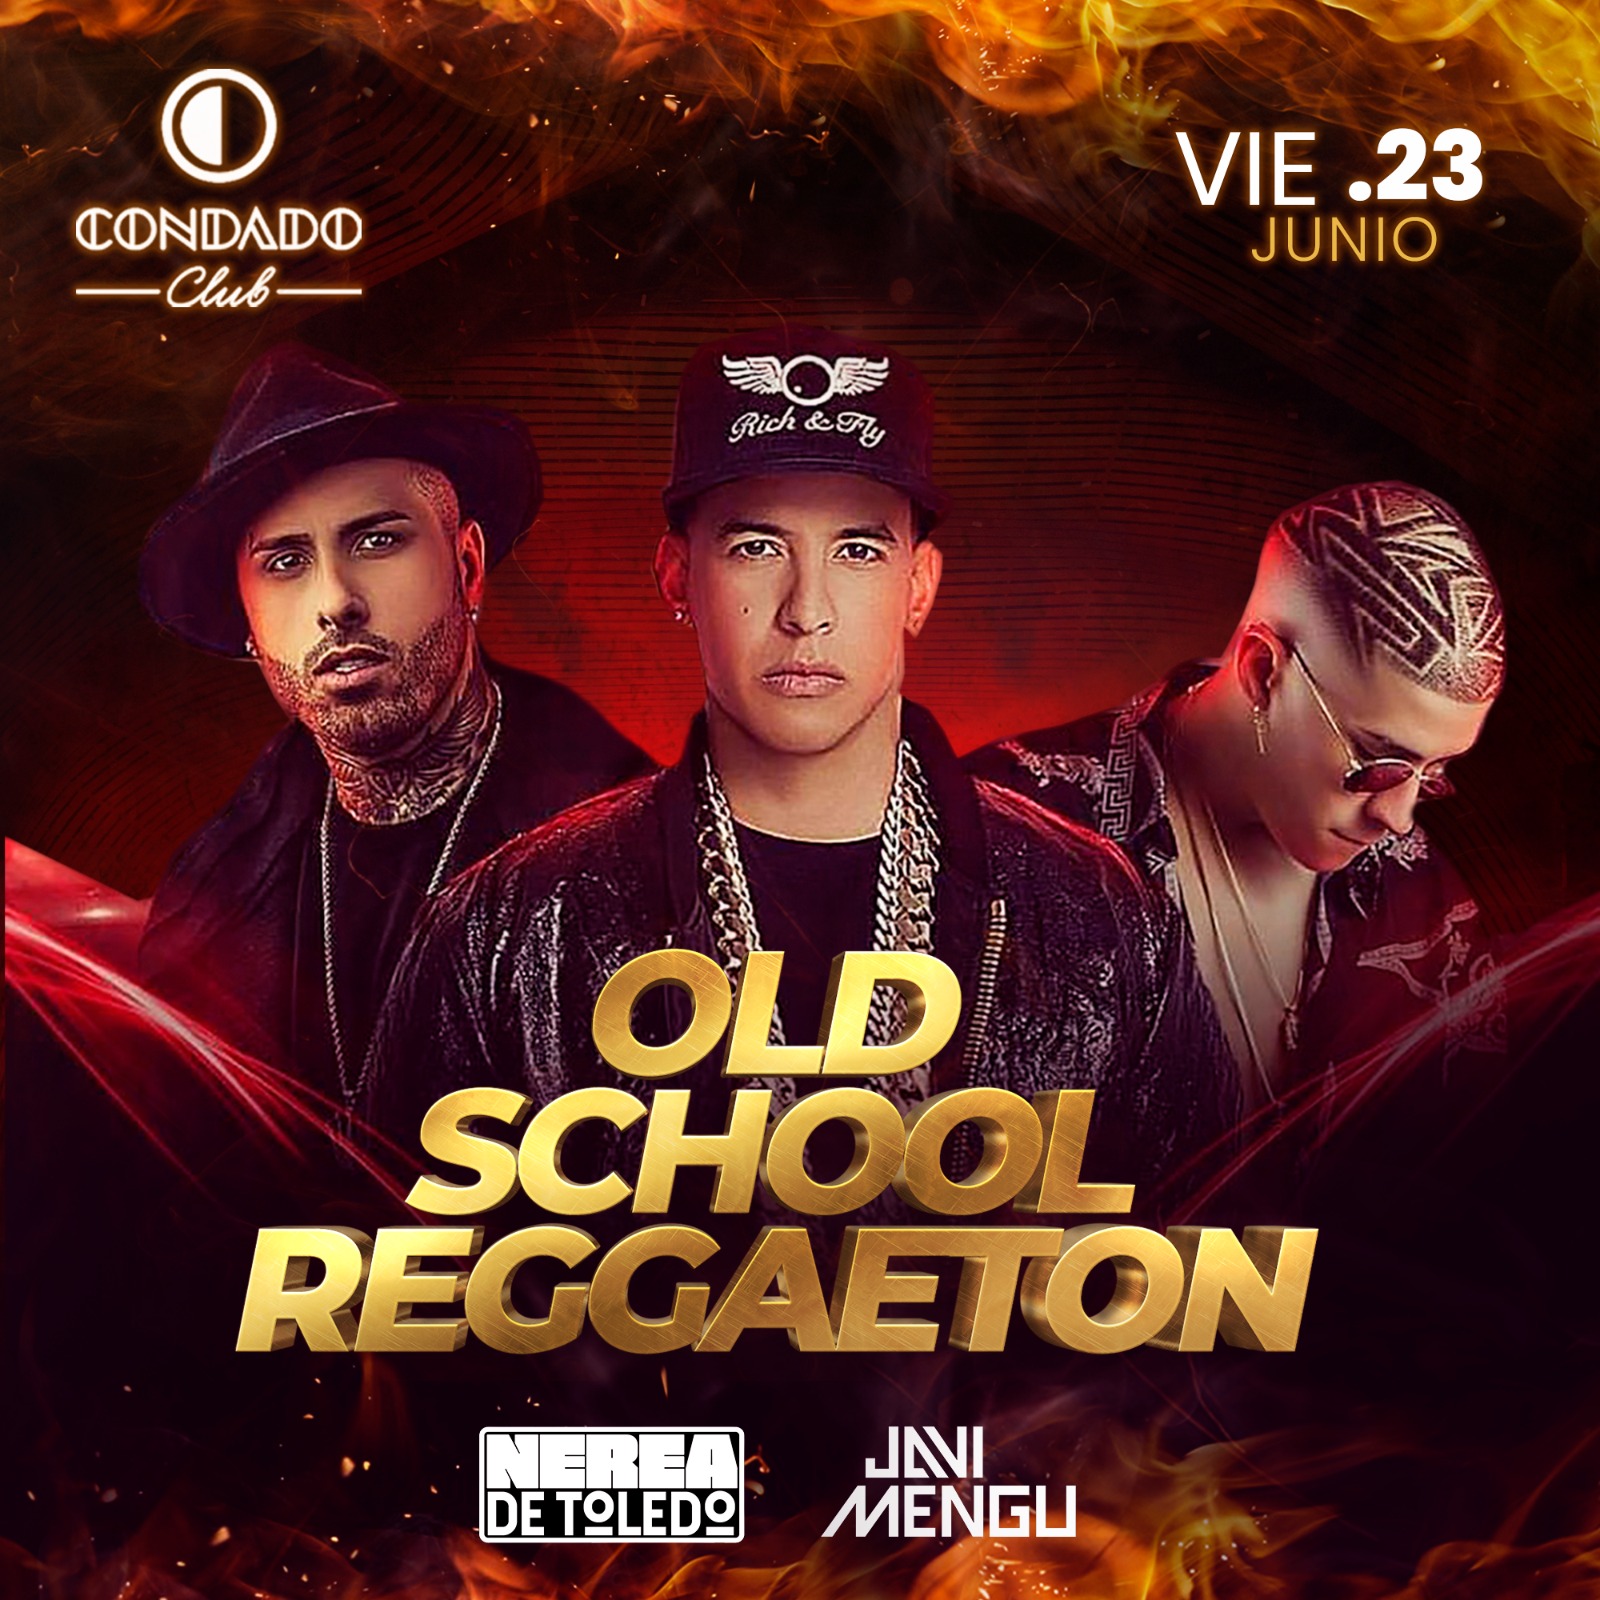 CONDADO
Club
VIE .23
JUNIO
Rich & Fly
OLD
SCHOOL
REGGAETON
NEREA
DE TOLEDO
JAVI
MENGU